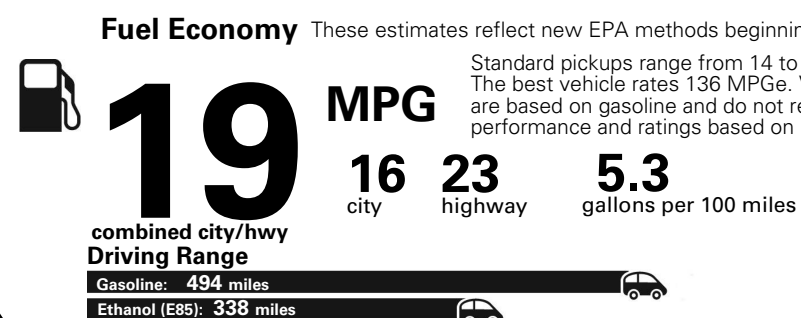 Fuel Economy These estimates reflect new EPA methods beginnin
Standard pickups range from 14 to
The best vehicle rates 136 MPGe. V
are based on gasoline and do not re
performance and ratings based on
19 MPG
16 city 23 highway 5.3 gallons per 100 miles
combined city/hwy
Driving Range
Gasoline: 494 miles
Ethanol (E85): 338 miles